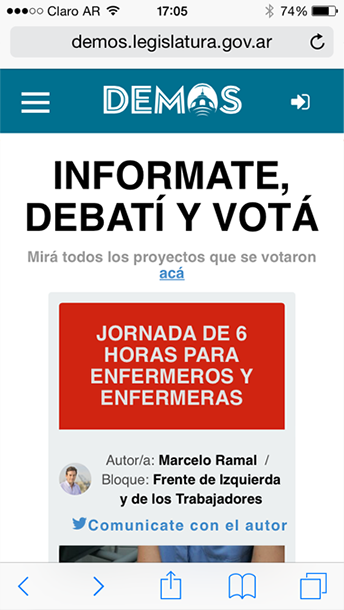 Claro AR 17:05 74%
demos.legislatura.gov.ar
DEMOS
INFORMATE,
DEBATÍ Y VOTÁ
Mirá todos los proyectos que se votaron
acá
JORNADA DE 6
HORAS PARA
ENFERMEROS Y
ENFERMERAS
Autor/a: Marcelo Ramal /
Bloque: Frente de Izquierda
y de los Trabajadores
Comunicate con el autor